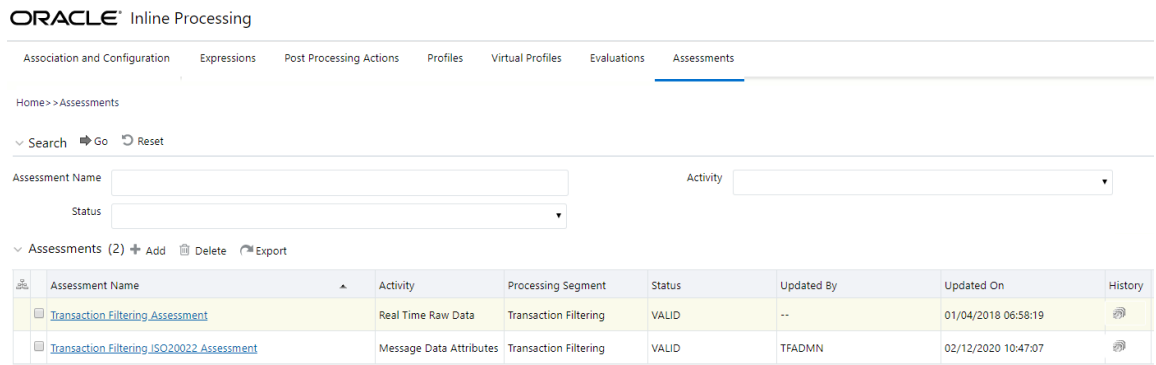 ORACLE® Inline Processing
Association and Configuration Expressions Post Processing Actions Profiles Virtual Profiles Evaluations Assessments
Home>>Assessments
Search Go Reset
Assessment Name Activity
Status
Assessments (2) Add Delete Export
Assessment Name Activity Processing Segment Status Updated By Updated On History
Transaction Filtering Assessment Real Time Raw Data Transaction Filtering VALID -- 01/04/2018 06:58:19
Transaction Filtering ISO20022 Assessment Message Data Attributes Transaction Filtering VALID TFADMN 02/12/2020 10:47:07